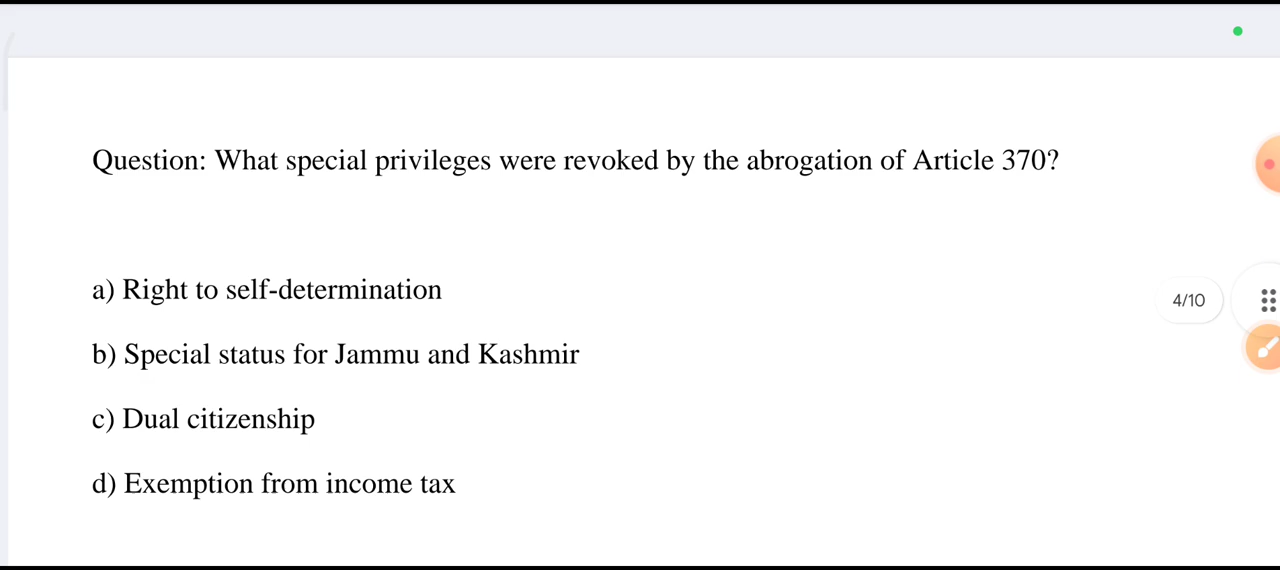 Question: What special privileges were revoked by the abrogation of Article 370?
a) Right to self-determination
4/10
b) Special status for Jammu and Kashmir
c) Dual citizenship
d) Exemption from income tax